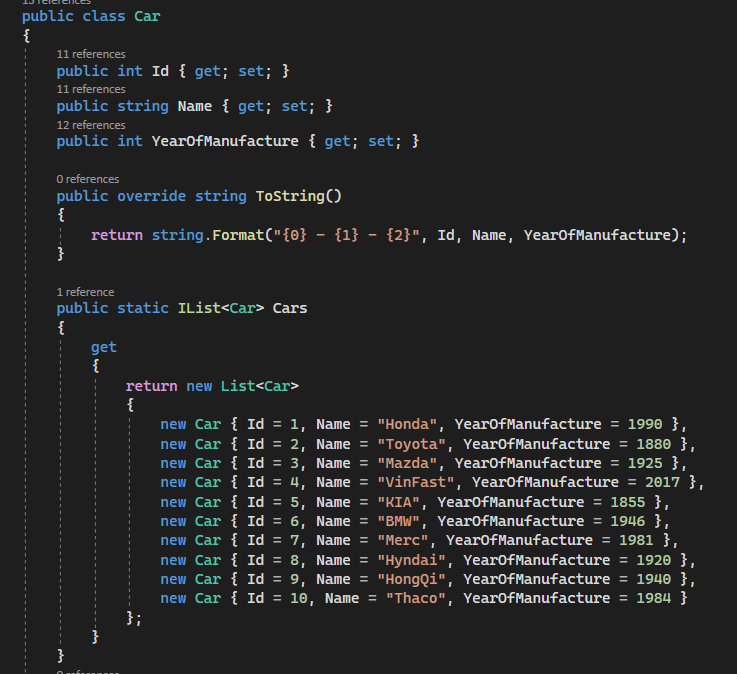 13 references
public class Car
{
11 references
public int Id { get; set; }
11 references
public string Name { get; set; }
12 references
public int YearOfManufacture { get; set; }
0 references
public override string ToString()
{
return string.Format("{0} - {1} - {2}", Id, Name, YearOfManufacture);
}
1 reference
public static IList<Car> Cars
{
get
{
return new List<Car>
{
new Car { Id = 1, Name = "Honda", YearOfManufacture = 1990 },
new Car { Id = 2, Name = "Toyota", YearOfManufacture = 1880 },
new Car { Id = 3, Name = "Mazda", YearOfManufacture = 1925 },
new Car { Id = 4, Name = "VinFast", YearOfManufacture = 2017 },
new Car { Id = 5, Name = "KIA", YearOfManufacture = 1855 },
new Car { Id = 6, Name = "BMW", YearOfManufacture = 1946 },
new Car { Id = 7, Name = "Merc", YearOfManufacture = 1981 },
new Car { Id = 8, Name = "Hyndai", YearOfManufacture = 1920 },
new Car { Id = 9, Name = "HongQi", YearOfManufacture = 1940 },
new Car { Id = 10, Name = "Thaco", YearOfManufacture = 1984 }
};
}
}